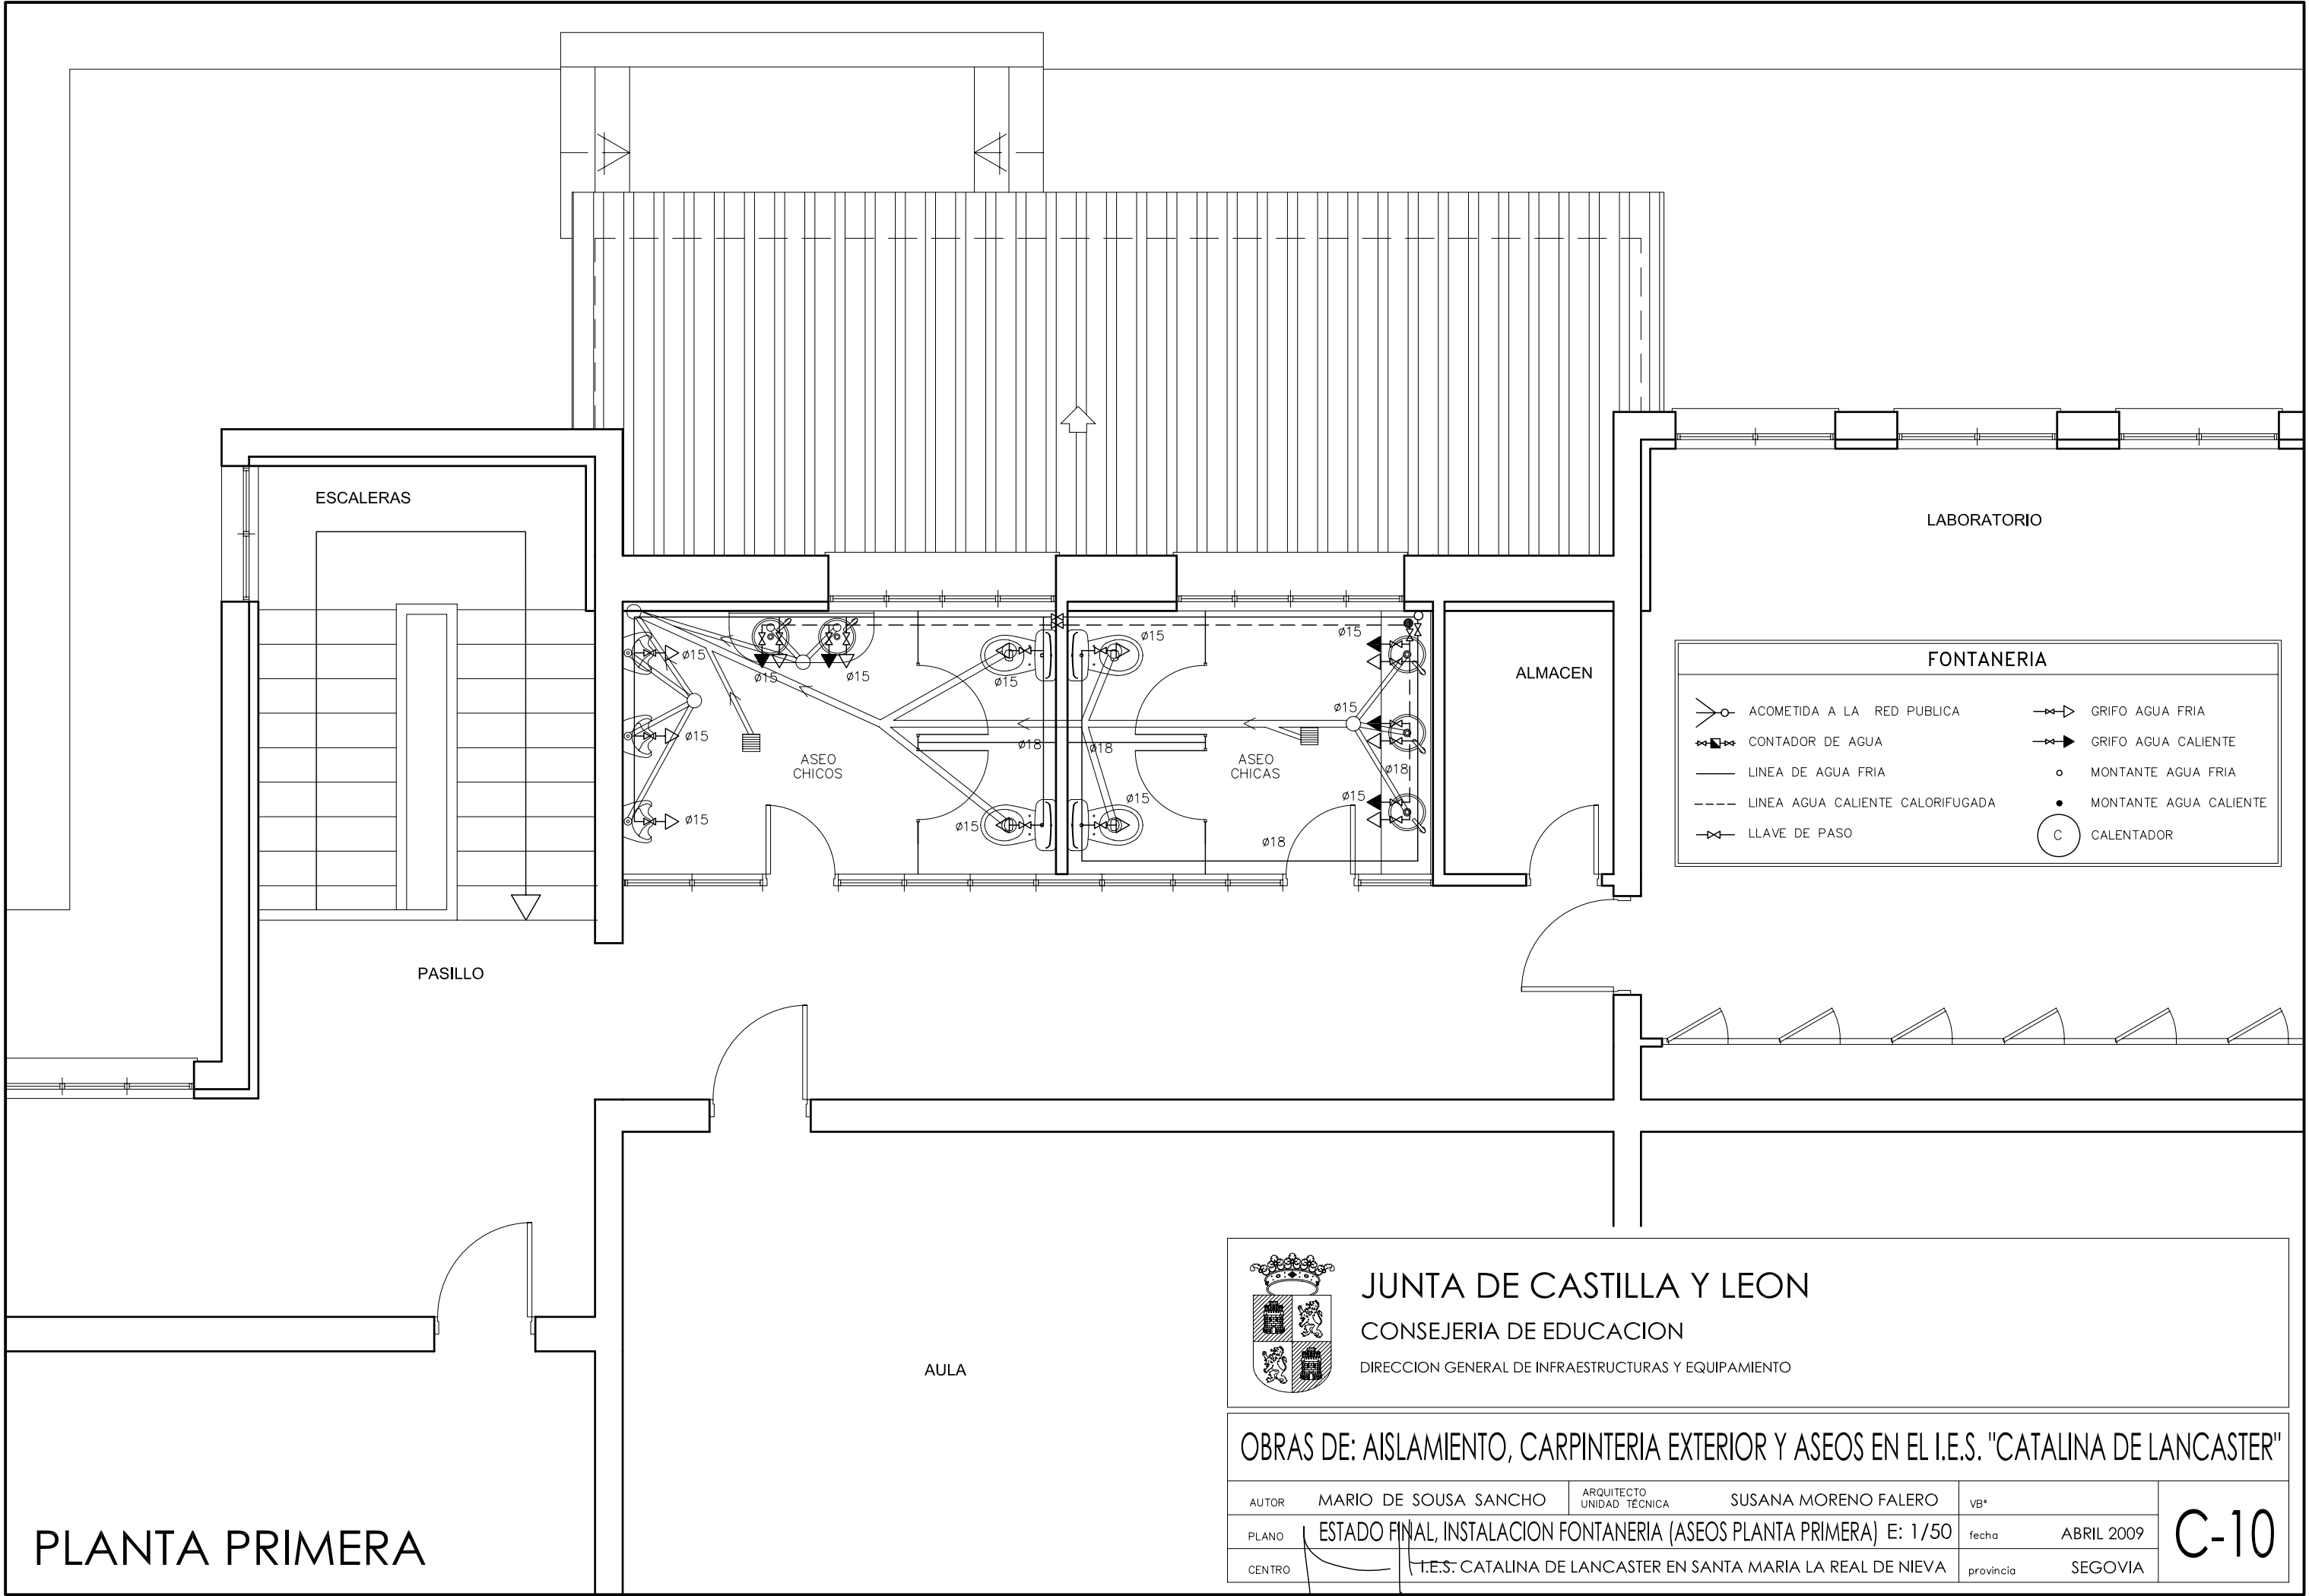 ESCALERAS
LABORATORIO
ø15
ø15
ø15
ø15
ø15
ø15
ø15
ø15
ø15
ALMACEN
ø18
ø18
ASEO
CHICOS
ASEO
CHICAS
ø18
ø15
ø15
ø15
ø15
ø18
FONTANERIA
ACOMETIDA A LA RED PUBLICA
CONTADOR DE AGUA
LINEA DE AGUA FRIA
LINEA AGUA CALIENTE CALORIFUGADA
LLAVE DE PASO
GRIFO AGUA FRIA
GRIFO AGUA CALIENTE
MONTANTE AGUA FRIA
MONTANTE AGUA CALIENTE
C CALENTADOR
PASILLO
AULA
PLANTA PRIMERA
JUNTA DE CASTILLA Y LEON
CONSEJERIA DE EDUCACION
DIRECCION GENERAL DE INFRAESTRUCTURAS Y EQUIPAMIENTO
OBRAS DE: AISLAMIENTO, CARPINTERIA EXTERIOR Y ASEOS EN EL I.E.S. "CATALINA DE LANCASTER"
AUTOR MARIO DE SOUSA SANCHO
ARQUITECTO
UNIDAD TÉCNICA
SUSANA MORENO FALERO
VBº
PLANO ESTADO FINAL, INSTALACION FONTANERIA (ASEOS PLANTA PRIMERA) E: 1/50
fecha ABRIL 2009
CENTRO I.E.S. CATALINA DE LANCASTER EN SANTA MARÍA LA REAL DE NIEVA
provincia SEGOVIA
C-10